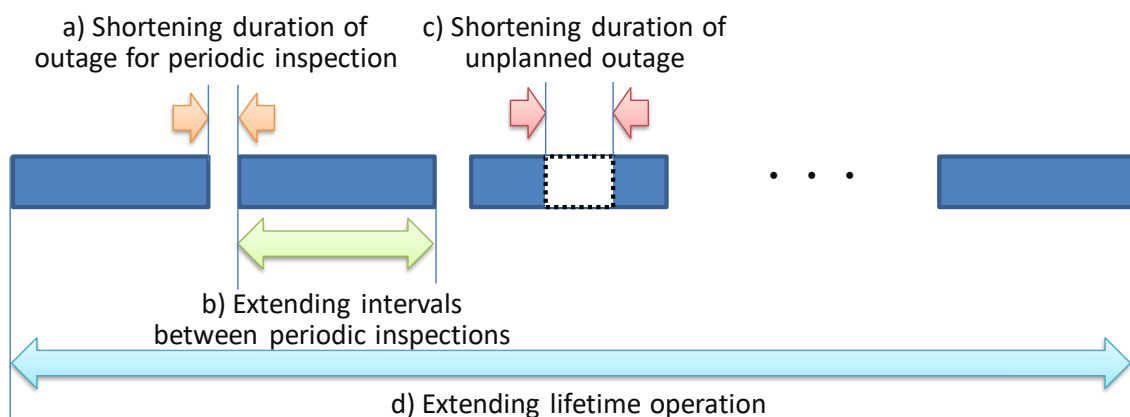 a) Shortening duration of
outage for periodic inspection
c) Shortening duration of
unplanned outage
. . .
b) Extending intervals
between periodic inspections
d) Extending lifetime operation